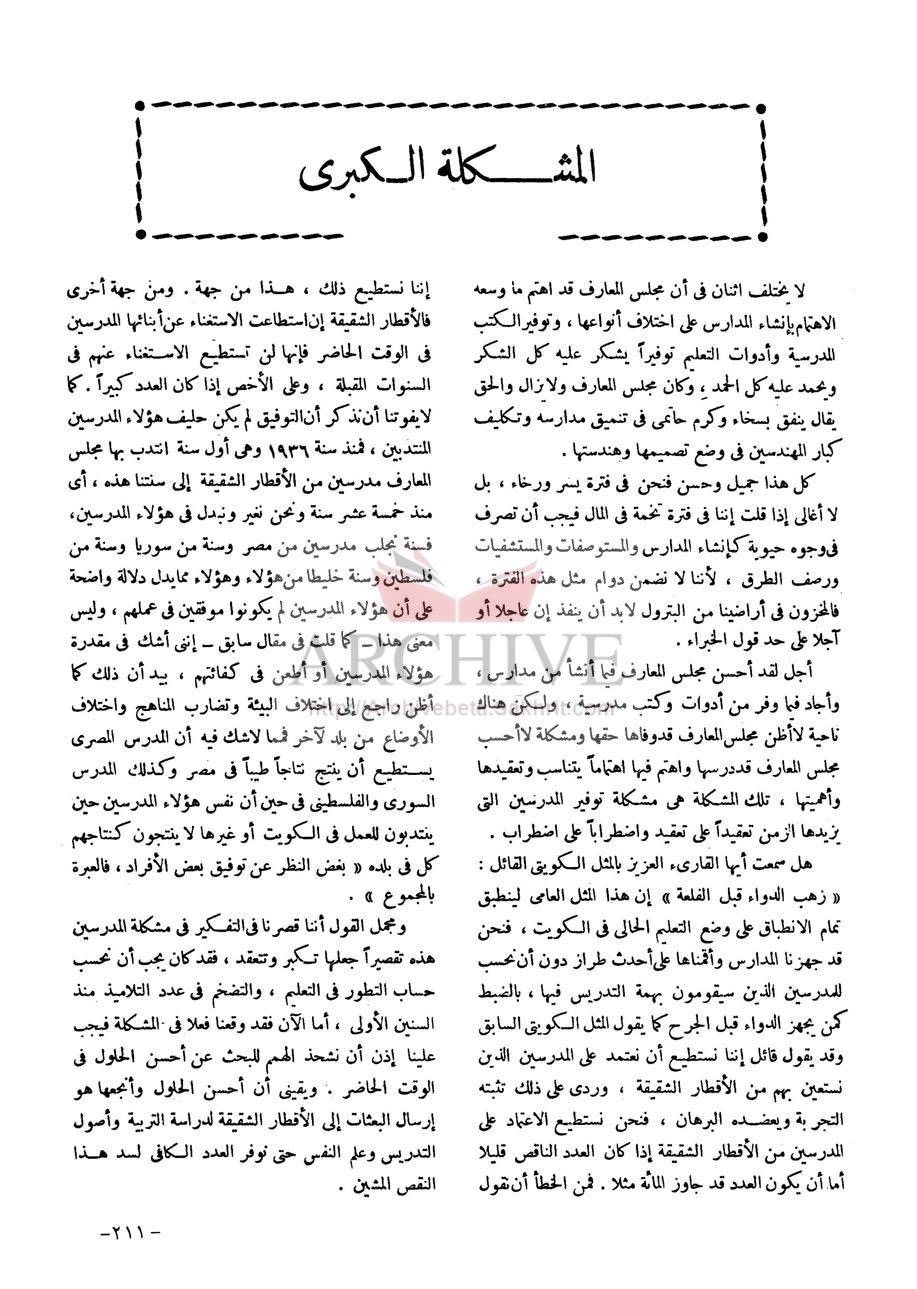 المشكلة الكبرى
لا يختلف اثنان فى أن مجلس المعارف قد اهتم ما وسعه
الاهتمام بإنشاء المدارس على اختلاف أنواعها ، وتوفير الكتب
المدرسية وأدوات التعليم توفيراً يشكر عليه كل الشكر
ويحمد عليه كل الحمد ، وكان مجلس المعارف ولايزال والحق
يقال ينفق بسخاء وكرم حاتمى فى تنميق مدارسه وتكليف
كبار المهندسين فى وضع تصميمها وهندستها .
كل هذا جميل وحسن فنحن فى فترة يسر ورخاء ، بل
لا أغالى إذا قلت إننا فى فترة تخمة فى المال فيجب أن تصرف
فى وجوه حيوية كإنشاء المدارس والمستوصفات والمستشفيات
ورصف الطرق ، لأننا لا نضمن دوام مثل هذه الفترة ،
فالمخزون فى أراضينا من البترول لابد أن ينفذ إن عاجلا أو
آجلا على حد قول الخبراء .
أجل لقد أحسن مجلس المعارف فيما أنشأ من مدارس ،
وأجاد فيما وفر من أدوات وكتب مدرسية ، ولكن هناك
ناحية لاأظن مجلس المعارف قدوفاها حقها ومشكلة لاأحسب
مجلس المعارف قددرسها واهتم فيها اهتماماً يتناسب وتعقيدها
وأهميتها ، تلك المشكلة هى مشكلة توفير المدرسين التى
يزيدها الزمن تعقيداً على تعقيد واضطراباً على اضطراب .
هل سمعت أيها القارىء العزيز بالمثل الكويتى القائل :
« زهب الدواء قبل الفلعة » إن هذا المثل العامى لينطبق
تمام الانطباق على وضع التعليم الحالى فى الكويت ، فنحن
قد جهزنا المدارس وأقمناها على أحدث طراز دون أن نحسب
للمدرسين الذين سيقومون بهمة التدريس فيها ، بالضبط
كمن يجهز الدواء قبل الجرح كما يقول المثل الكويتى السابق
وقد يقول قائل إننا نستطيع أن نعتمد على المدرسين الذين
نستعين بهم من الأقطار الشقيقة ، وردى على ذلك تثبته
التجربة ويعضده البرهان ، فنحن نستطيع الاعتماد على
المدرسين من الأقطار الشقيقة إذا كان العدد الناقص قليلا
أما أن يكون العدد قد جاوز المائة مثلا . فمن الخطأ أن نقول
إننا نستطيع ذلك ، هذا من جهة . ومن جهة أخرى
فالأقطار الشقيقة إن استطاعت الاستغناء عن أبنائها المدرسين
فى الوقت الحاضر فإنها لن تستطيع الاستغناء عنهم فى
السنوات المقبلة ، وعلى الأخص إذا كان العدد كبيراً . كما
لايفوتنا أن نذكر أن التوفيق لم يكن حليف هؤلاء المدرسين
المنتدبين ، فمنذ سنة ١٩٣٦ وهى أول سنة انتدب بها مجلس
المعارف مدرسين من الأقطار الشقيقة إلى سنتنا هذه ، أى
منذ خمسة عشر سنة ونحن نغير ونبدل فى هؤلاء المدرسين،
فسنة نجلب مدرسين من مصر وسنة من سوريا وسنة من
فلسطين وسنة خليطا من هؤلاء وهؤلاء ممايدل دلالة واضحة
على أن هؤلاء المدرسين لم يكونوا موفقين فى عملهم ، وليس
معنى هذا — كما قلت فى مقال سابق — إننى أشك فى مقدرة
هؤلاء المدرسين أو أطعن فى كفائتهم ، بيد أن ذلك كما
أظن راجع إلى اختلاف البيئة وتضارب المناهج واختلاف
الأوضاع من بلد لآخر فمما لاشك فيه أن المدرس المصرى
يستطيع أن ينتج نتاجاً طيباً فى مصر وكذلك المدرس
السورى والفلسطينى فى حين أن نفس هؤلاء المدرسين حين
ينتدبون للعمل فى الكويت أو غيرها لا ينتجون كنتاجهم
كل فى بلده « بغض النظر عن توفيق بعض الأفراد ، فالعبرة
بالمجموع » .
ومجمل القول أننا قصرنا فى التفكير فى مشكلة المدرسين
هذه تقصيراً جعلها تكبر وتتعقد ، فقد كان يجب أن نحسب
حساب التطور فى التعليم ، والتضخم فى عدد التلاميذ منذ
السنين الأولى ، أما الآن فقد وقعنا فعلا فى المشكلة فيجب
علينا إذن أن نشحذ الهمم للبحث عن أحسن الحلول فى
الوقت الحاضر . ويقينى أن أحسن الحلول وأنجعها هو
إرسال البعثات إلى الأقطار الشقيقة لدراسة التربية وأصول
التدريس وعلم النفس حتى نوفر العدد الكافى لسد هذا
النقص المشين .
ARCHIVE
-٢١١-